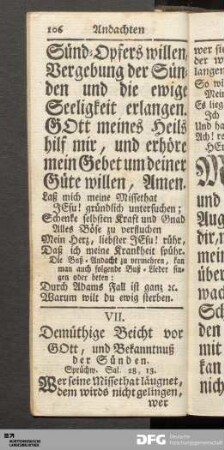 106 Andachten
Sünd-Opfers willen,
Vergebung der Sün-
den und die ewige
Seeligkeit erlangen.
GOtt meines Heils
hilf mir, und erhöre
mein Gebet um deiner
Güte willen, Amen.
Laß mich meine Missethat
JEsu! gründlich untersuchen;
Schenke selbsten Kraft und Gnad
Alles Böse zu verfluchen
Mein Herz, liebster JEsu! rühr,
Daß ich meine Krankheit spühr.
Die Buß-Andacht zu vermehren, kan
man auch folgende Buß-Lieder sin-
gen oder beten:
Durch Adams Fall ist ganz ꝛc.
Warum wilt du ewig sterben.
VII.
Demüthige Beicht vor
GOtt, und Bekanntnuß
der Sünden.
Sprüchw. Sal. 28, 13.
Wer seine Missethat läugnet,
dem wirds nicht gelingen,
wer
DFG Deutsche
Forschungsgemeinschaft